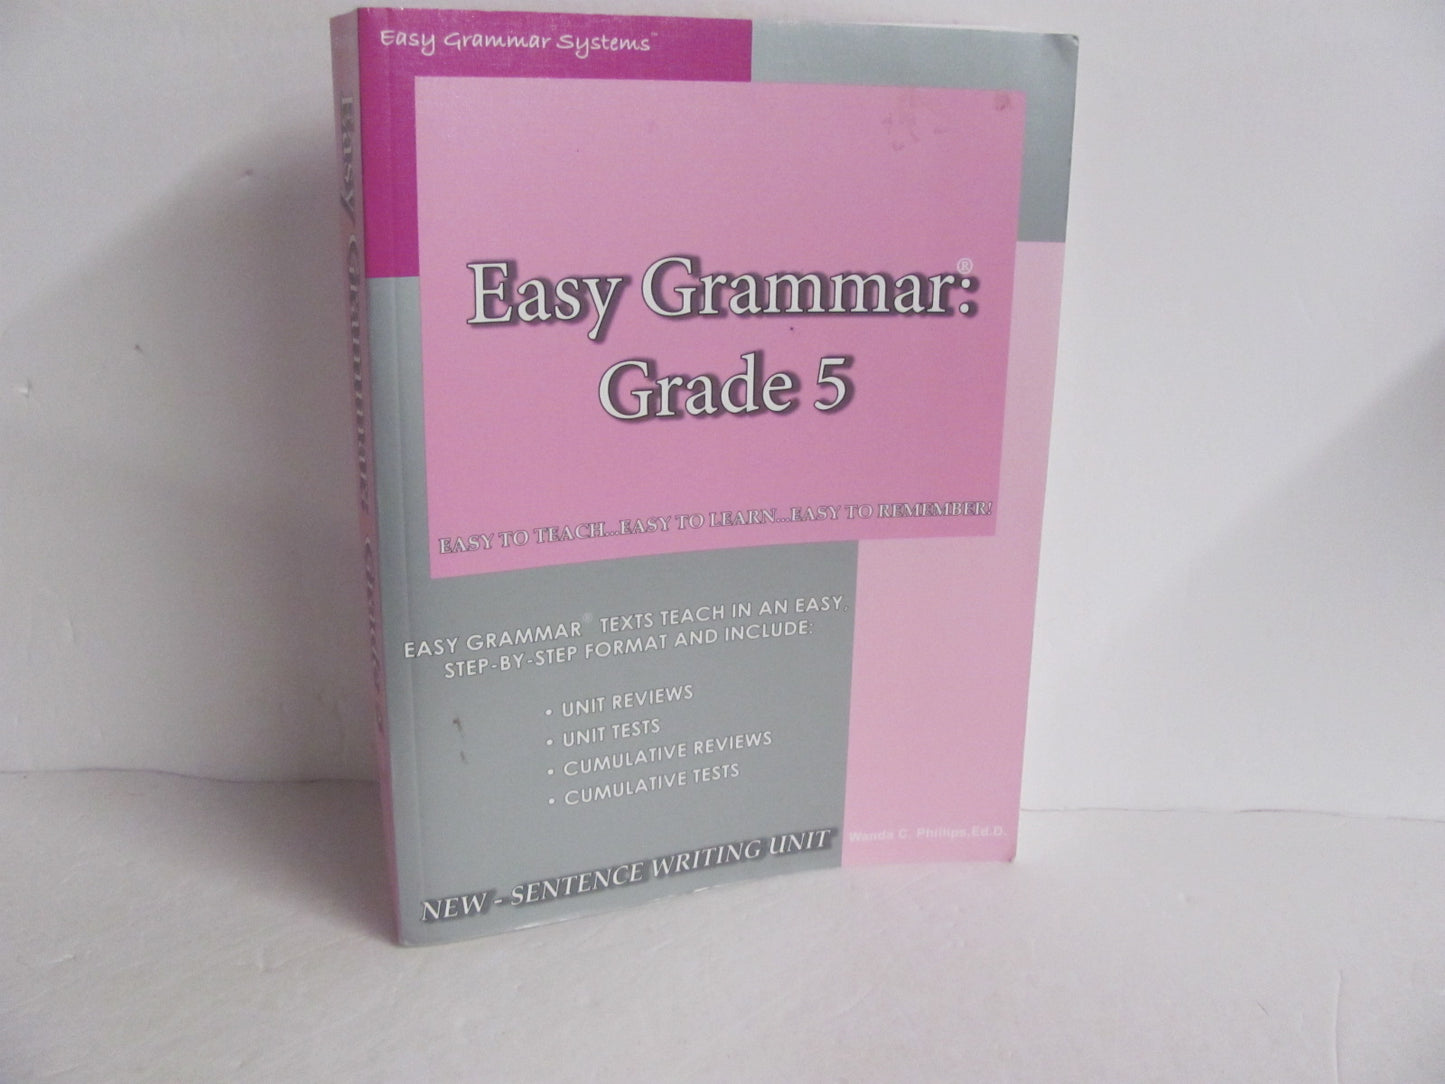 Easy Grammar Systems™
Easy Grammar: Grade 5
Easy Grammar:®
Grade 5
EASY TO TEACH...EASY TO LEARN...EASY TO REMEMBER!
EASY GRAMMAR® TEXTS TEACH IN AN EASY,
STEP-BY-STEP FORMAT AND INCLUDE:
• UNIT REVIEWS
• UNIT TESTS
• CUMULATIVE REVIEWS
• CUMULATIVE TESTS
Wanda C. Phillips,Ed.D.
NEW - SENTENCE WRITING UNIT